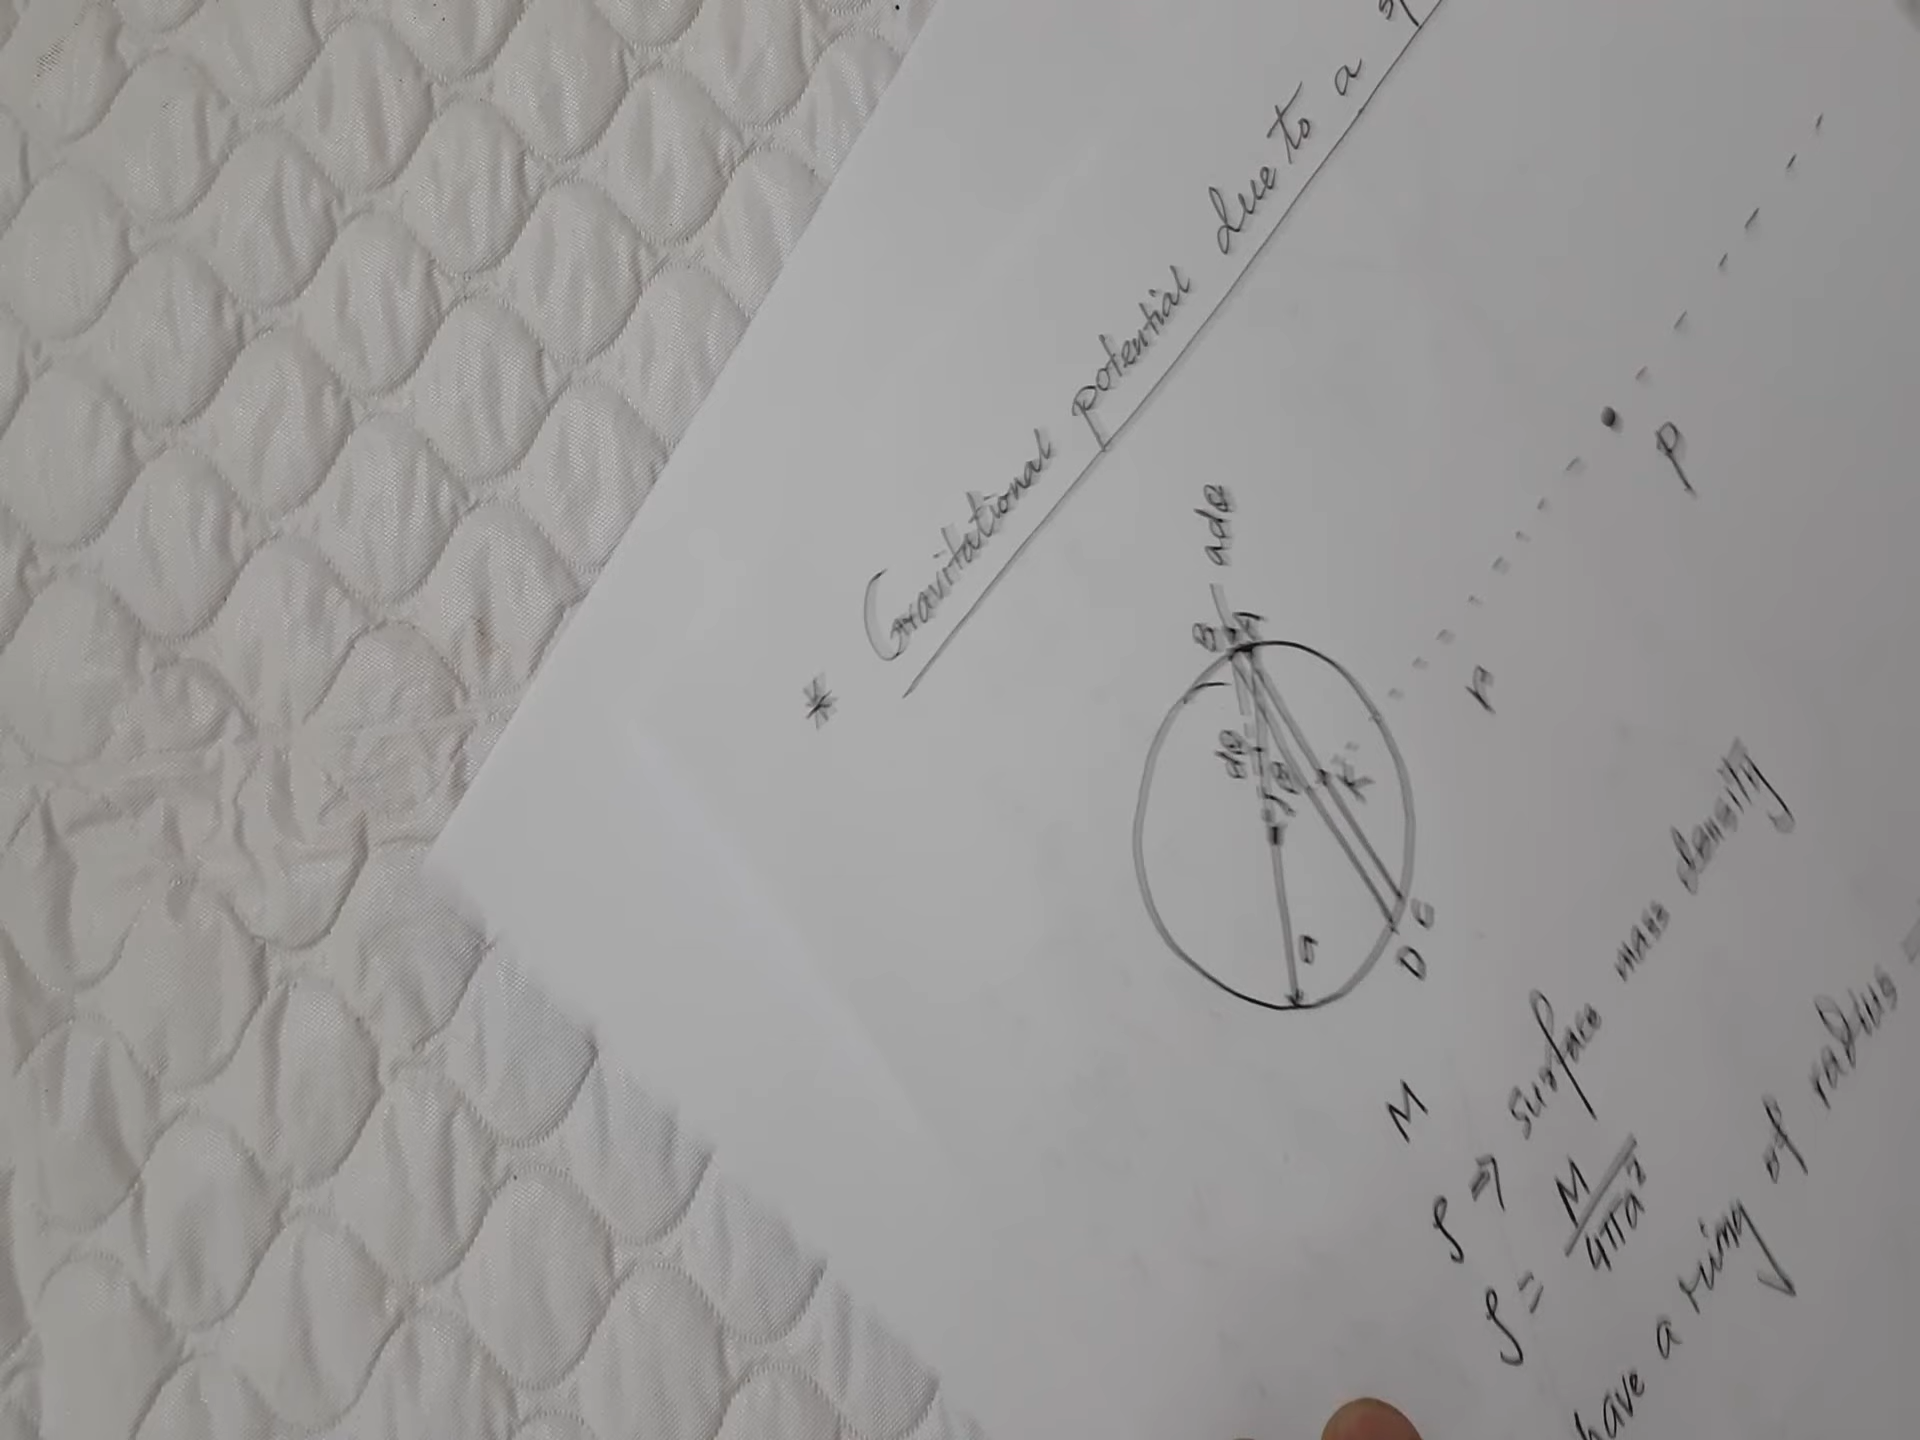 * Gravitational potential due to a
B adθ
dθ
θ
K
a
D
r
P
M
ρ ⇒ surface mass density
ρ = M/4πa²
have a ring of radius =